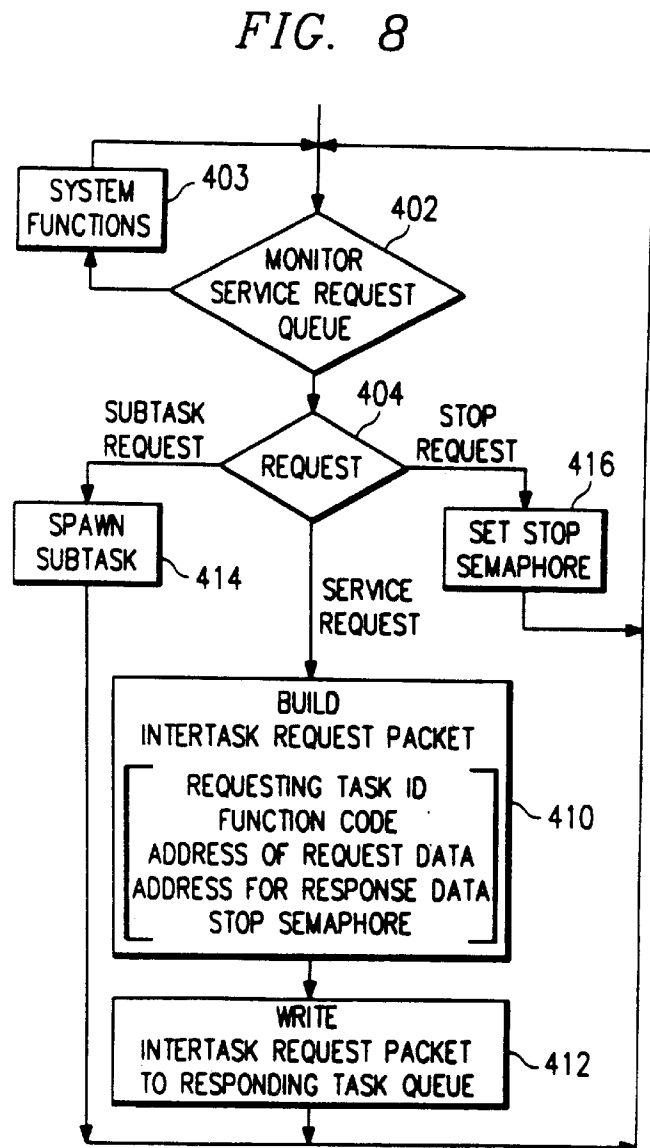 FIG. 8
SYSTEM
FUNCTIONS
403
402
MONITOR
SERVICE REQUEST
QUEUE
404
SUBTASK
REQUEST
REQUEST
STOP
REQUEST
416
SPAWN
SUBTASK
414
SET STOP
SEMAPHORE
SERVICE
REQUEST
BUILD
INTERTASK REQUEST PACKET
REQUESTING TASK ID
FUNCTION CODE
ADDRESS OF REQUEST DATA
ADDRESS FOR RESPONSE DATA
STOP SEMAPHORE
410
WRITE
INTERTASK REQUEST PACKET
TO RESPONDING TASK QUEUE
412